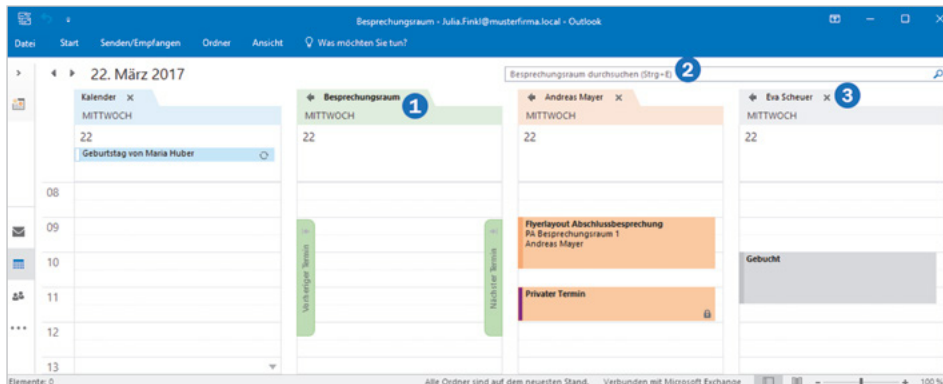 Besprechungsraum - Julia.Finkl@musterfirma.local - Outlook
Datei Start Senden/Empfangen Ordner Ansicht Was möchten Sie tun?
22. März 2017
Besprechungsraum durchsuchen (Strg+E)
2
Kalender
MITTWOCH
22
Geburtstag von Maria Huber
Besprechungsraum
1
MITTWOCH
22
Andreas Mayer
MITTWOCH
22
Eva Scheuer
3
MITTWOCH
22
08
09
10
11
12
13
Vorheriger Termin
Nächster Termin
Flyerlayout Abschlussbesprechung
PA Besprechungsraum 1
Andreas Mayer
Privater Termin
Gebucht
Elemente: 0
Alle Ordner sind auf dem neuesten Stand. Verbunden mit Microsoft Exchange
100 %